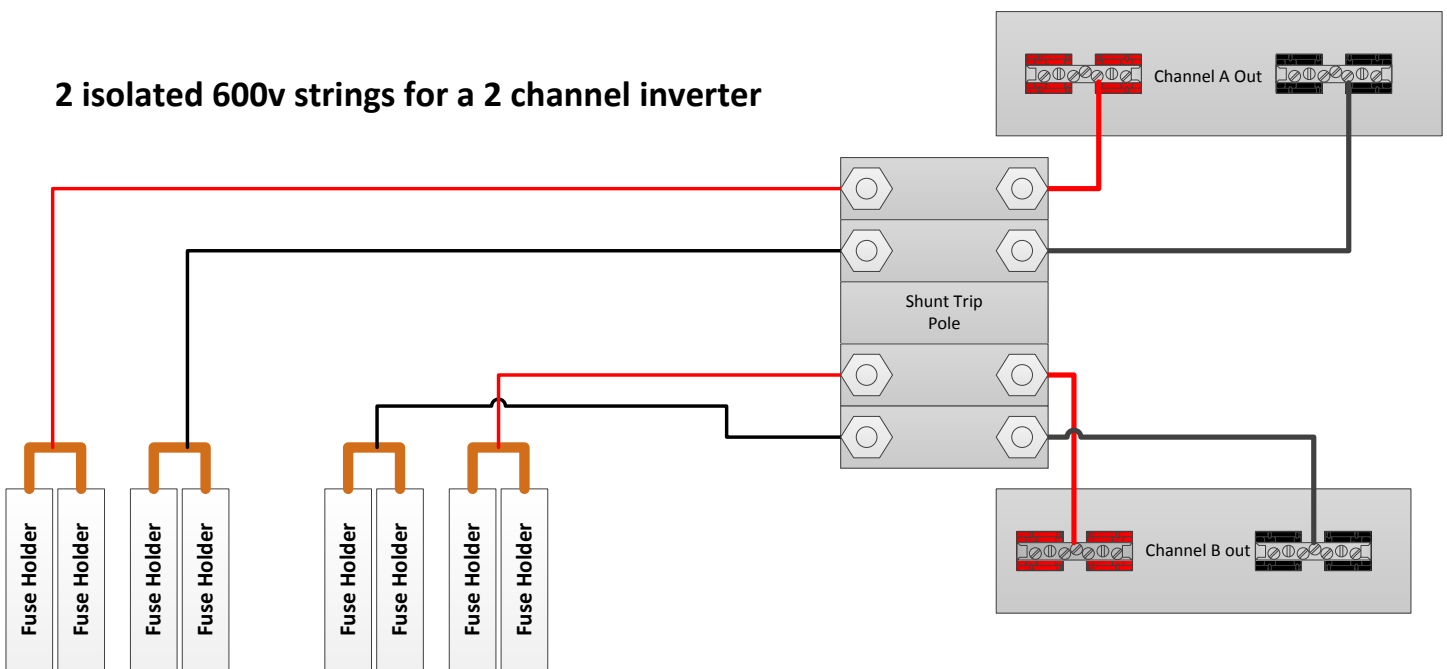 2 isolated 600v strings for a 2 channel inverter
Channel A Out
Shunt Trip
Pole
Channel B out
Fuse Holder
Fuse Holder
Fuse Holder
Fuse Holder
Fuse Holder
Fuse Holder
Fuse Holder
Fuse Holder